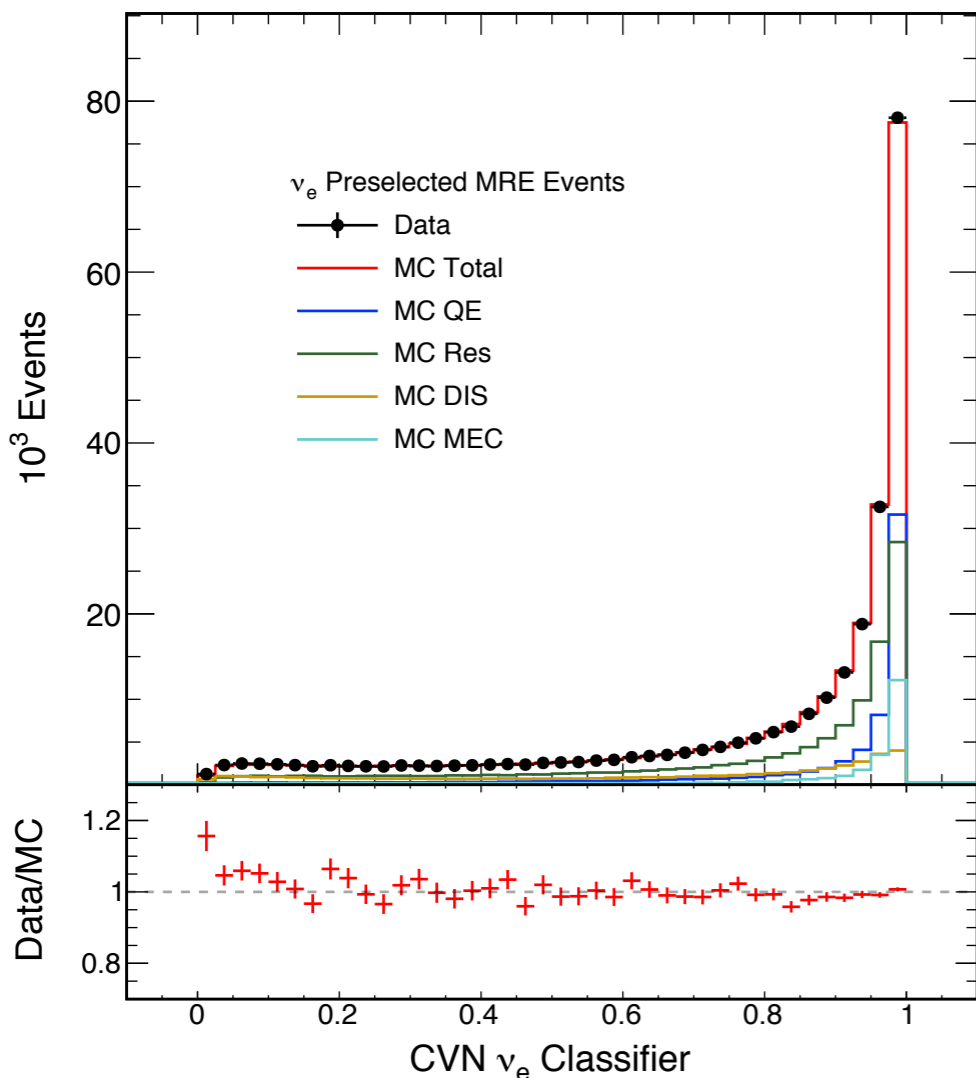 80
60
40
20
10³ Events
νₑ Preselected MRE Events
Data
MC Total
MC QE
MC Res
MC DIS
MC MEC
1.2
1
0.8
Data/MC
0 0.2 0.4 0.6 0.8 1
CVN νₑ Classifier